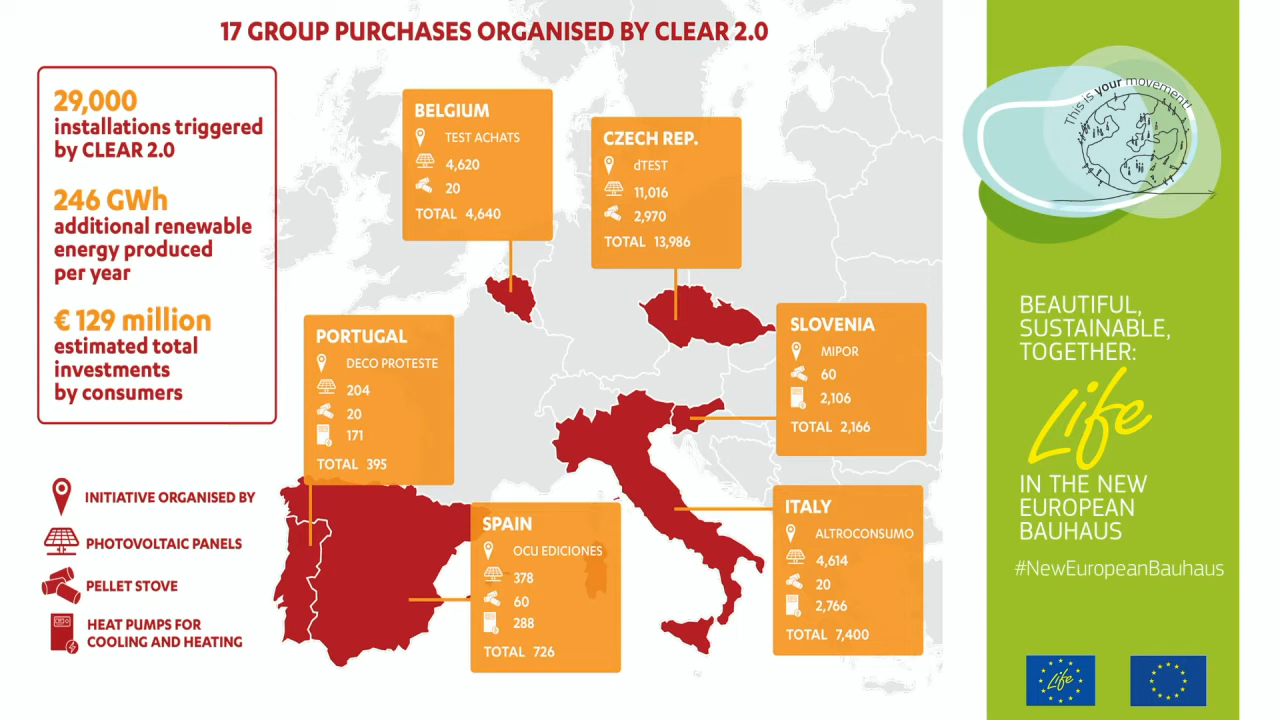 17 GROUP PURCHASES ORGANISED BY CLEAR 2.0
29,000
installations triggered
by CLEAR 2.0
246 GWh
additional renewable
energy produced
per year
€ 129 million
estimated total
investments
by consumers
INITIATIVE ORGANISED BY
PHOTOVOLTAIC PANELS
PELLET STOVE
HEAT PUMPS FOR
COOLING AND HEATING
BELGIUM
TEST ACHATS
4,620
20
TOTAL 4,640
CZECH REP.
dTEST
11,016
2,970
TOTAL 13,986
PORTUGAL
DECO PROTESTE
204
20
171
TOTAL 395
SLOVENIA
MIPOR
60
2,106
TOTAL 2,166
SPAIN
OCU EDICIONES
378
60
288
TOTAL 726
ITALY
ALTROCONSUMO
4,614
20
2,766
TOTAL 7,400
This is your movement!
BEAUTIFUL,
SUSTAINABLE,
TOGETHER:
Life
IN THE NEW
EUROPEAN
BAUHAUS
#NewEuropeanBauhaus
Life